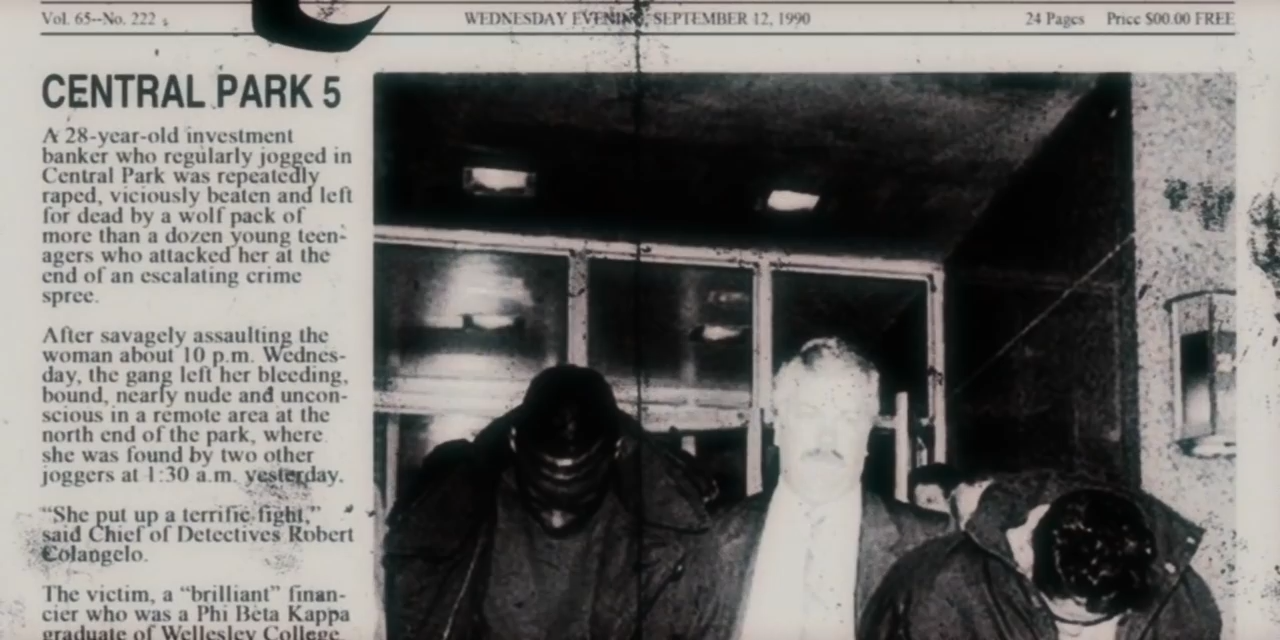 Vol. 65--No. 222
WEDNESDAY EVENING, SEPTEMBER 12, 1990
24 Pages Price $00.00 FREE
CENTRAL PARK 5
A 28-year-old investment
banker who regularly jogged in
Central Park was repeatedly
raped, viciously beaten and left
for dead by a wolf pack of
more than a dozen young teen-
agers who attacked her at the
end of an escalating crime
spree.
After savagely assaulting the
woman about 10 p.m. Wednes-
day, the gang left her bleeding,
bound, nearly nude and uncon-
scious in a remote area at the
north end of the park, where
she was found by two other
joggers at 1:30 a.m. yesterday.
“She put up a terrific fight,”
said Chief of Detectives Robert
Colangelo.
The victim, a “brilliant” finan-
cier who was a Phi Beta Kappa
graduate of Wellesley College